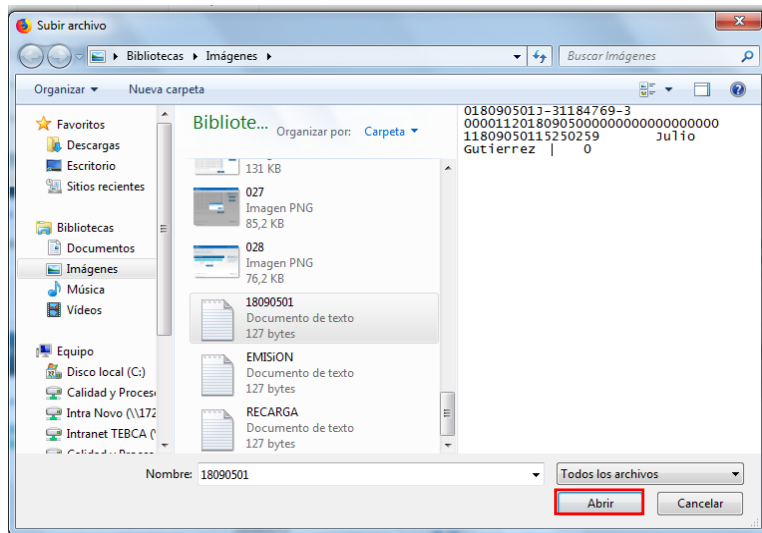 Subir archivo
Bibliotecas
Imágenes
Buscar Imágenes
Organizar
Nueva carpeta
Favoritos
Descargas
Escritorio
Sitios recientes
Bibliotecas
Documentos
Imágenes
Música
Vídeos
Equipo
Disco local (C:)
Calidad y Proces
Intra Novo (\\172
Intranet TEBCA (
Bibliote...
Organizar por: Carpeta
131 KB
027
Imagen PNG
85,2 KB
028
Imagen PNG
76,2 KB
18090501
Documento de texto
127 bytes
EMISiON
Documento de texto
127 bytes
RECARGA
Documento de texto
127 bytes
018090501J-31184769-3
Julio
Gutierrez | 0
Nombre: 18090501
Todos los archivos
Abrir
Cancelar